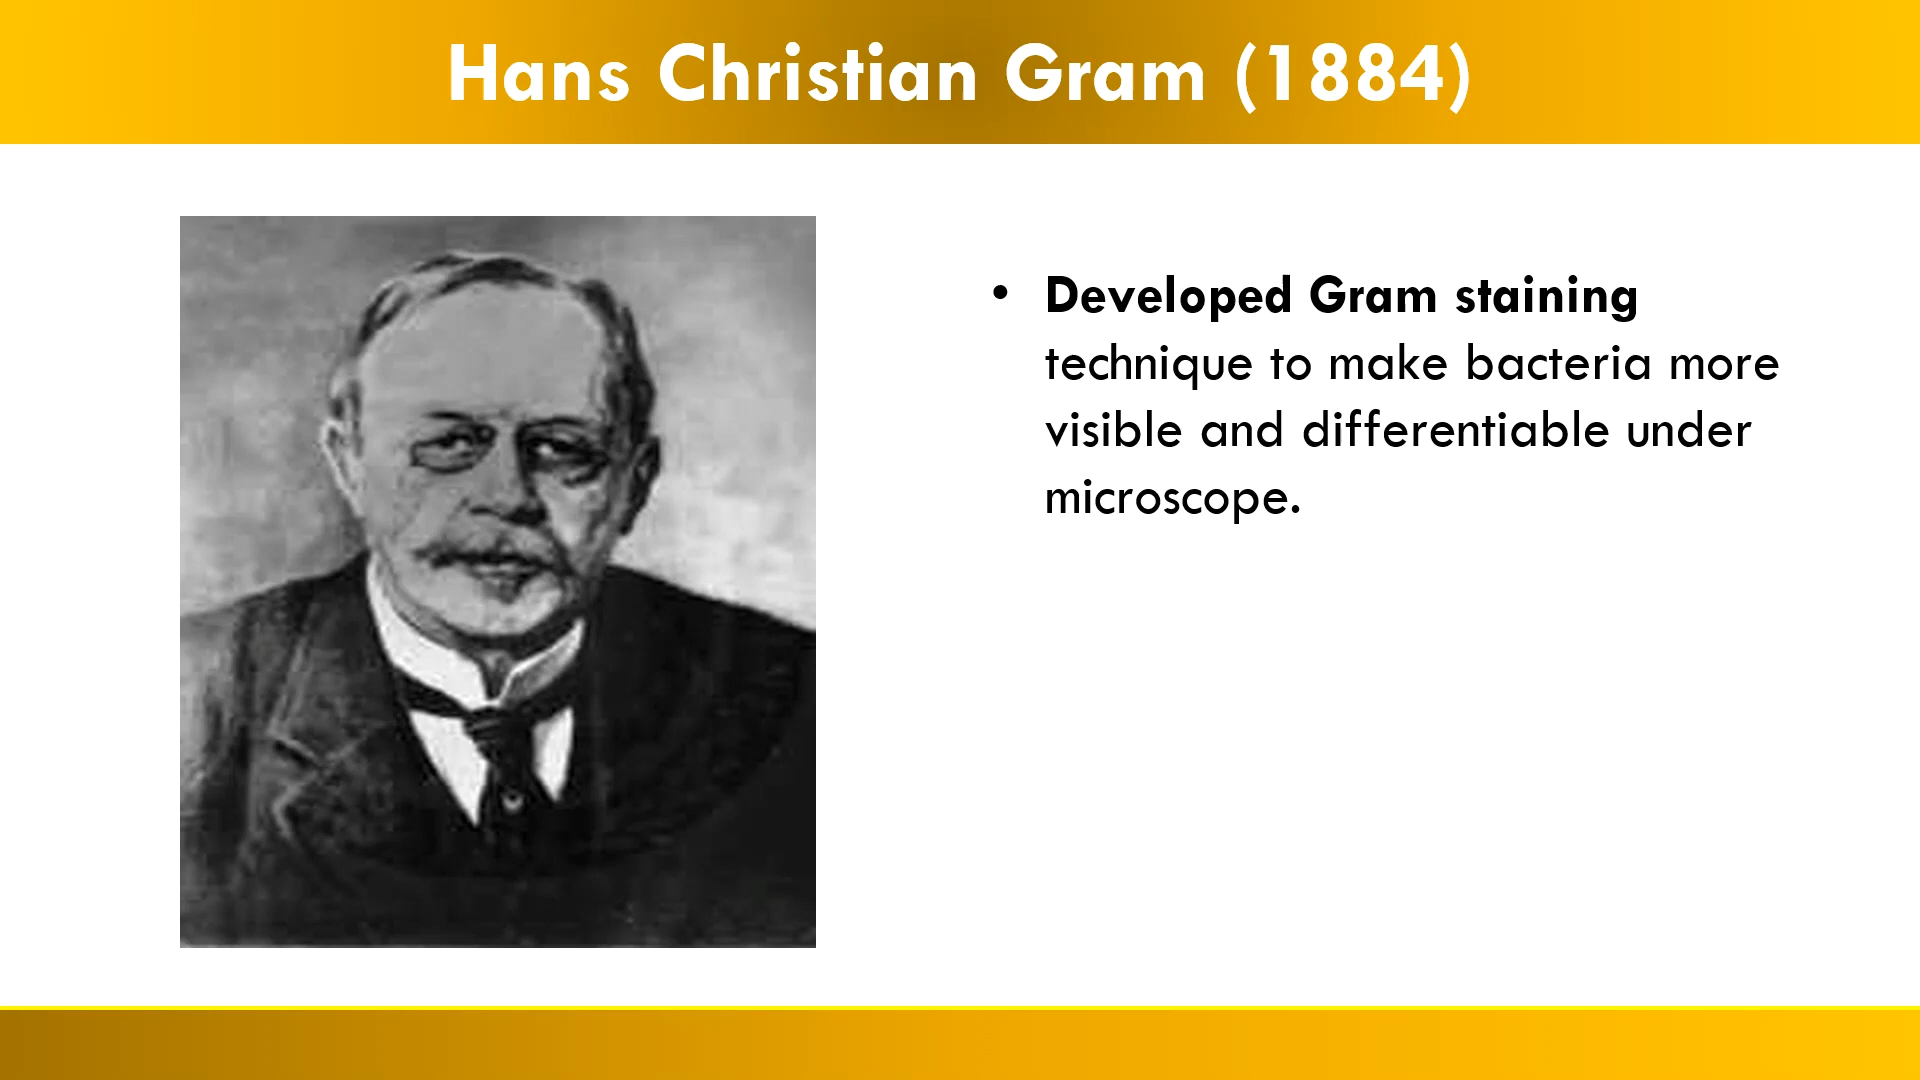 Hans Christian Gram (1884)
• Developed Gram staining
technique to make bacteria more
visible and differentiable under
microscope.